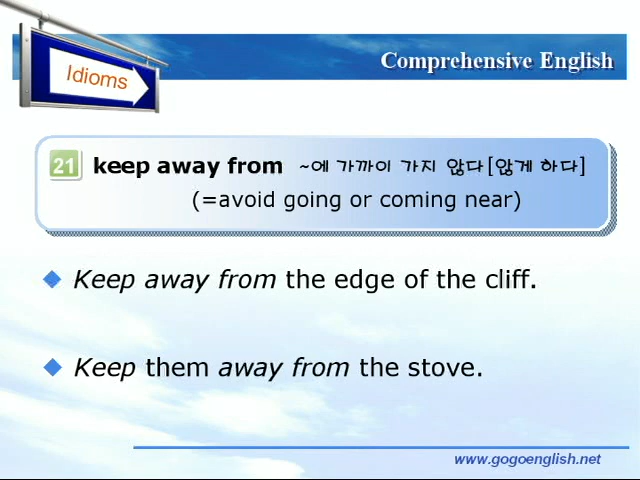 Idioms
Comprehensive English
21 keep away from ~에 가까이 가지 않다[않게 하다]
(=avoid going or coming near)
Keep away from the edge of the cliff.
Keep them away from the stove.
www.gogoenglish.net